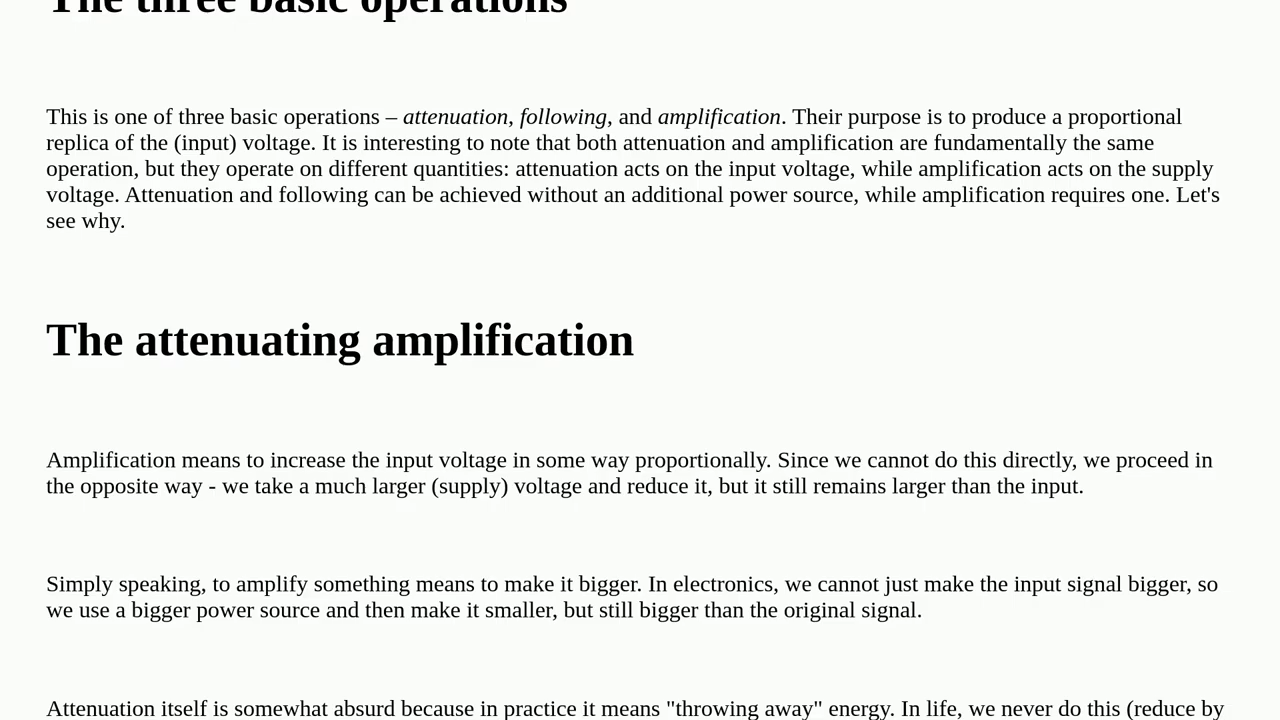 The three basic operations
This is one of three basic operations – attenuation, following, and amplification. Their purpose is to produce a proportional
replica of the (input) voltage. It is interesting to note that both attenuation and amplification are fundamentally the same
operation, but they operate on different quantities: attenuation acts on the input voltage, while amplification acts on the supply
voltage. Attenuation and following can be achieved without an additional power source, while amplification requires one. Let's
see why.
The attenuating amplification
Amplification means to increase the input voltage in some way proportionally. Since we cannot do this directly, we proceed in
the opposite way - we take a much larger (supply) voltage and reduce it, but it still remains larger than the input.
Simply speaking, to amplify something means to make it bigger. In electronics, we cannot just make the input signal bigger, so
we use a bigger power source and then make it smaller, but still bigger than the original signal.
Attenuation itself is somewhat absurd because in practice it means "throwing away" energy. In life, we never do this (reduce by